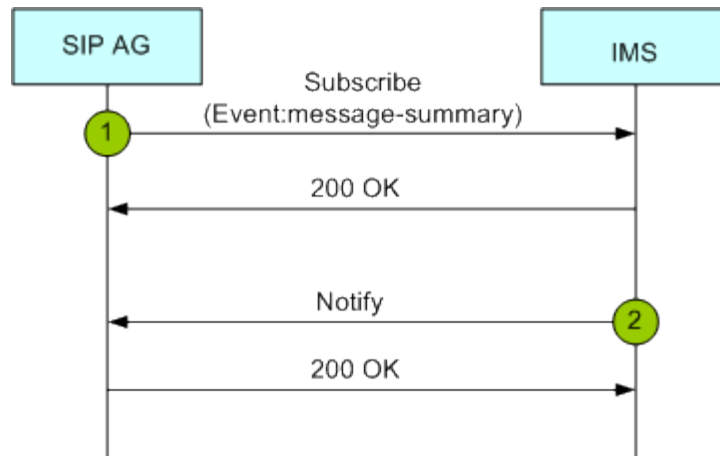 SIP AG
IMS
Subscribe
(Event:message-summary)
1
200 OK
Notify
2
200 OK